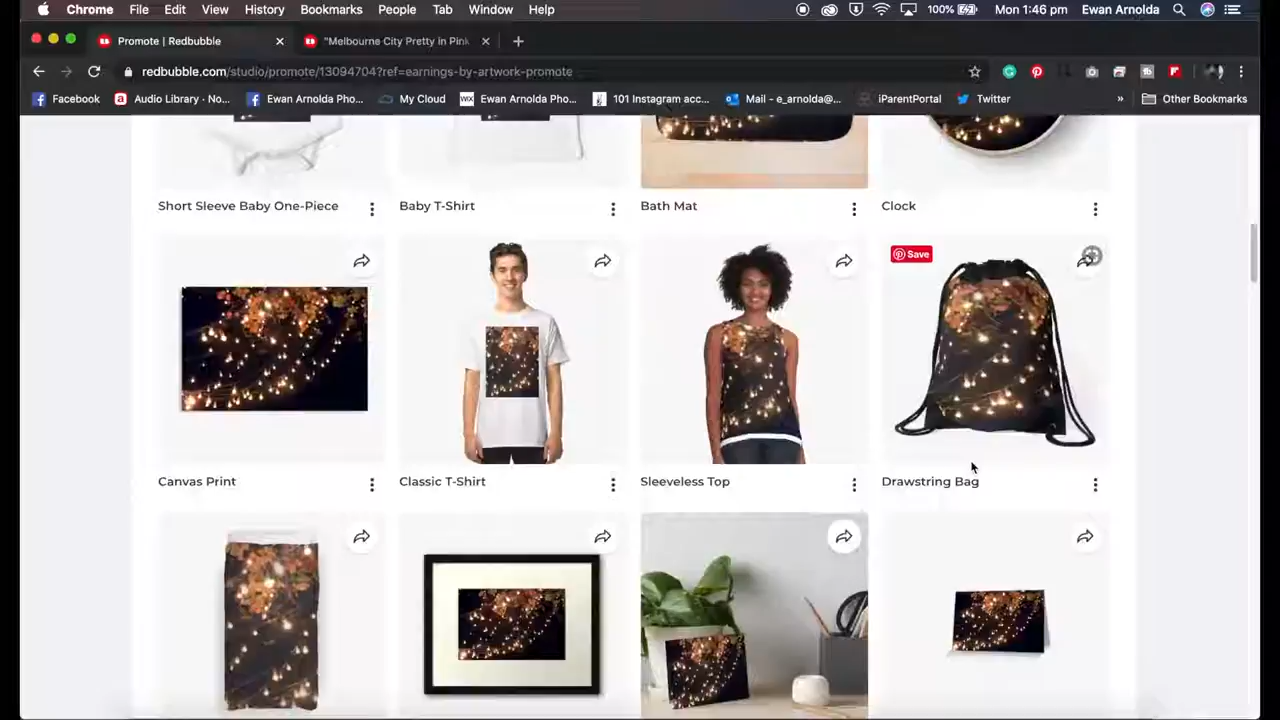 Chrome File Edit View History Bookmarks People Tab Window Help 100% Mon 1:46 pm Ewan Arnolda
Promote | Redbubble "Melbourne City Pretty in Pink
redbubble.com/studio/promote/13094704?ref=earnings-by-artwork-promote
Facebook Audio Library · No... Ewan Arnolda Pho... My Cloud Ewan Arnolda Pho... 101 Instagram acc... Mail - e_arnolda@... iParentPortal Twitter » Other Bookmarks
Short Sleeve Baby One-Piece Baby T-Shirt Bath Mat Clock
Save
Canvas Print Classic T-Shirt Sleeveless Top Drawstring Bag